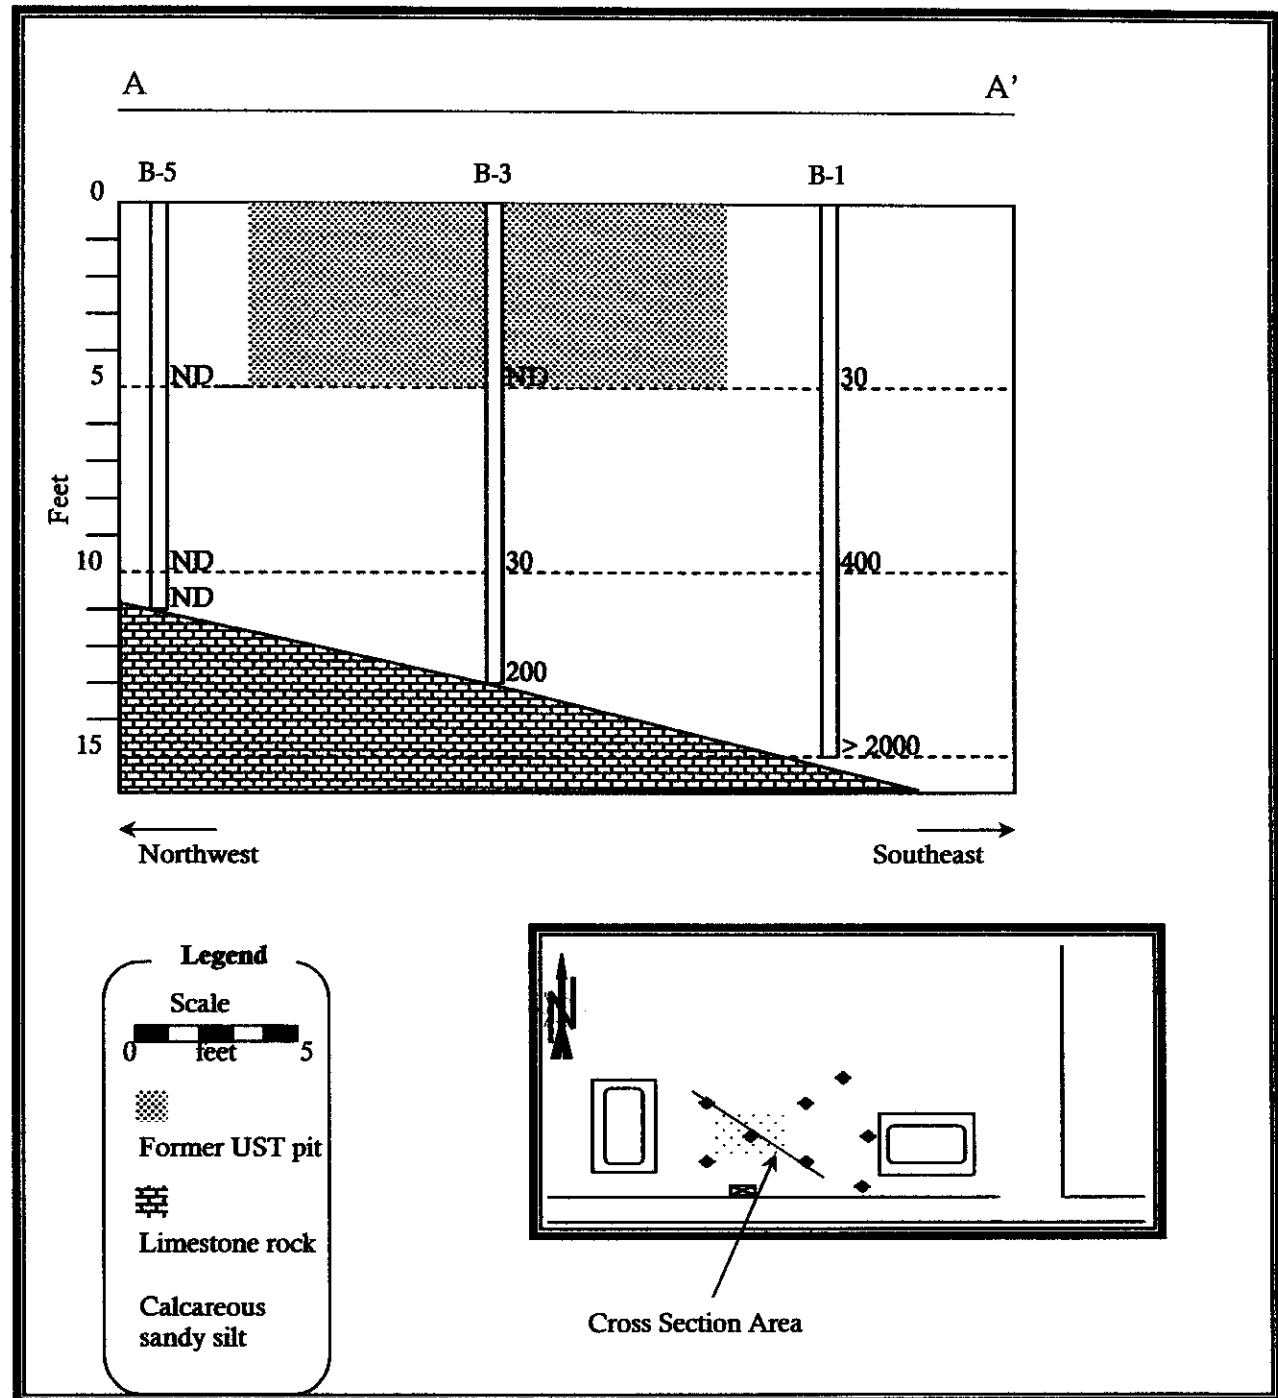 A A'
B-5 B-3 B-1
0
5 ND ND 30
Feet
10 ND 30 400
ND
200
15 > 2000
Northwest Southeast
Legend
Scale
0 feet 5
Former UST pit
Limestone rock
Calcareous
sandy silt
N
Cross Section Area